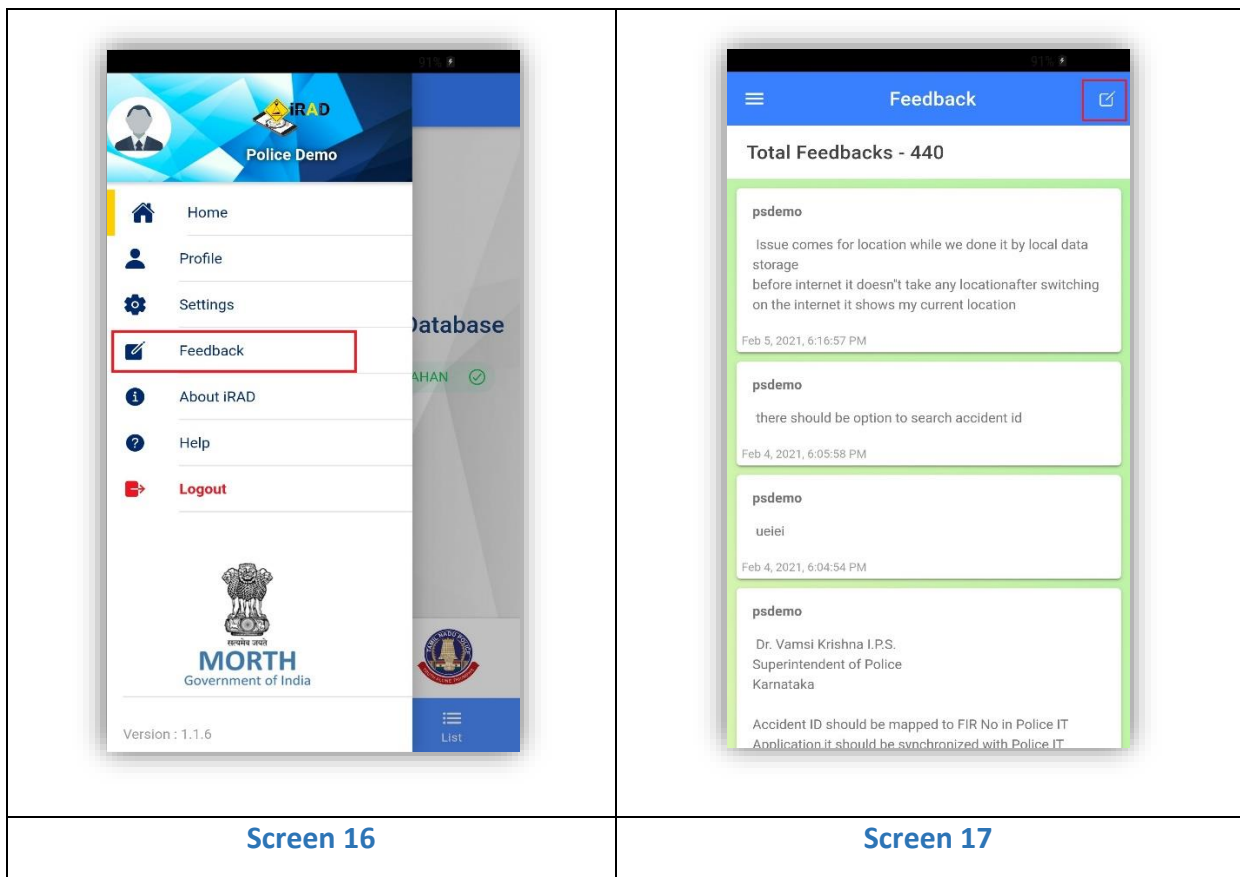 91%
iRAD
Police Demo
Home
Profile
Settings
Feedback
About iRAD
Help
Logout
सत्यमेव जयते
MORTH
Government of India
Version : 1.1.6
Database
AHAN
TAMIL NADU POLICE
List
Screen 16
91%
Feedback
Total Feedbacks - 440
psdemo
Issue comes for location while we done it by local data
storage
before internet it doesn"t take any locationafter switching
on the internet it shows my current location
Feb 5, 2021, 6:16:57 PM
psdemo
there should be option to search accident id
Feb 4, 2021, 6:05:58 PM
psdemo
ueiei
Feb 4, 2021, 6:04:54 PM
psdemo
Dr. Vamsi Krishna I.P.S.
Superintendent of Police
Karnataka
Accident ID should be mapped to FIR No in Police IT
Application it should be synchronized with Police IT
Screen 17